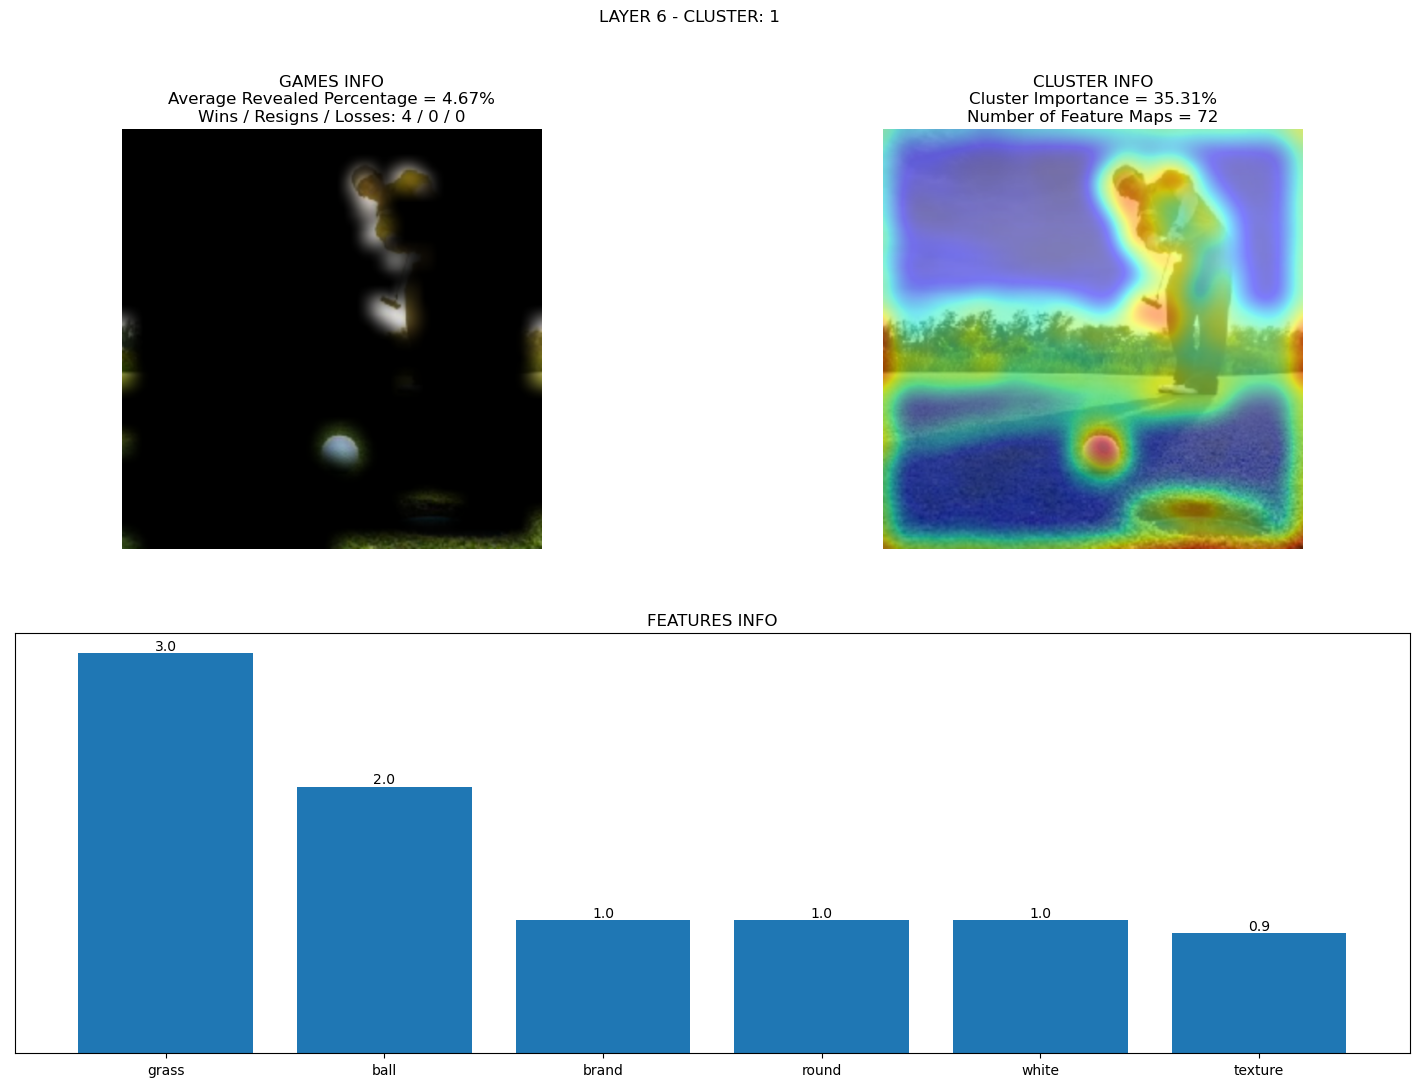 LAYER 6 - CLUSTER: 1
GAMES INFO
Average Revealed Percentage = 4.67%
Wins / Resigns / Losses: 4 / 0 / 0
CLUSTER INFO
Cluster Importance = 35.31%
Number of Feature Maps = 72
FEATURES INFO
3.0
2.0
1.0
1.0
1.0
0.9
grass
ball
brand
round
white
texture